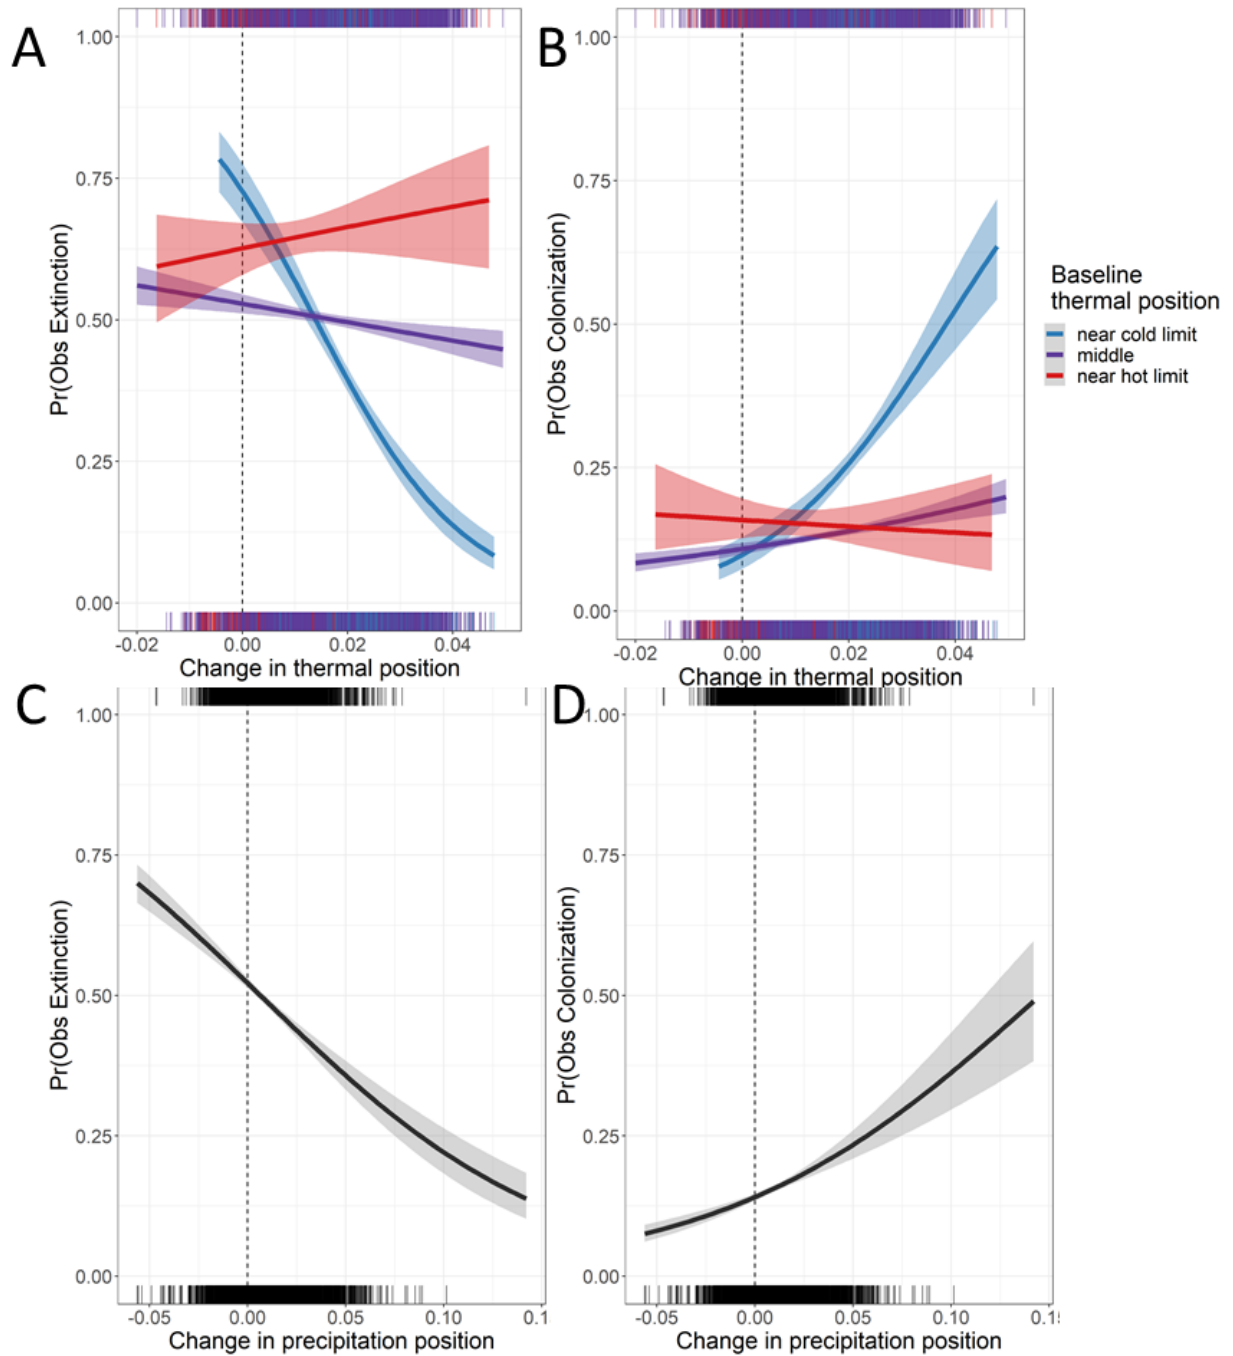 A
1.00
0.75
0.50
0.25
0.00
Pr(Obs Extinction)
-0.02
0.00
0.02
0.04
Change in thermal position
B
1.00
0.75
0.50
0.25
0.00
Pr(Obs Colonization)
-0.02
0.00
0.02
0.04
Change in thermal position
Baseline
thermal position
near cold limit
middle
near hot limit
C
1.00
0.75
0.50
0.25
0.00
Pr(Obs Extinction)
-0.05
0.00
0.05
0.10
0.1
Change in precipitation position
D
1.00
0.75
0.50
0.25
0.00
Pr(Obs Colonization)
-0.05
0.00
0.05
0.10
0.1
Change in precipitation position